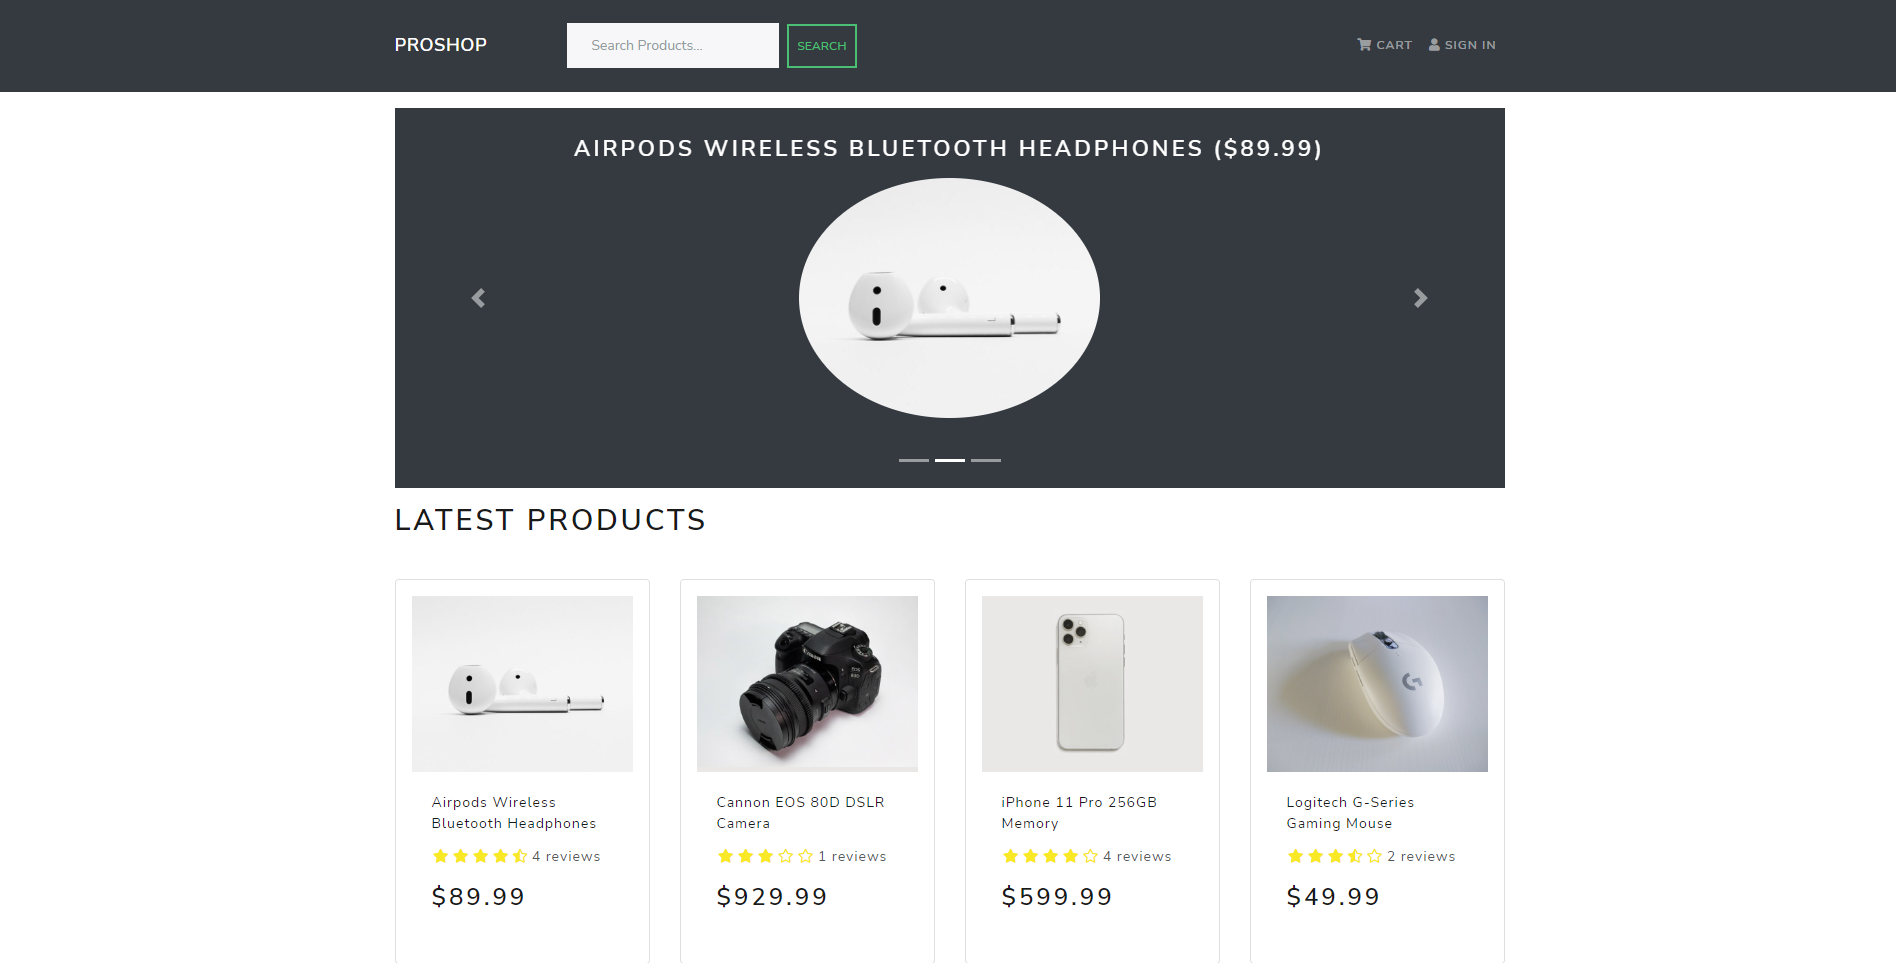 PROSHOP
Search Products...
SEARCH
CART
SIGN IN
AIRPODS WIRELESS BLUETOOTH HEADPHONES ($89.99)
LATEST PRODUCTS
Airpods Wireless
Bluetooth Headphones
4 reviews
$89.99
Cannon EOS 80D DSLR
Camera
1 reviews
$929.99
iPhone 11 Pro 256GB
Memory
4 reviews
$599.99
Logitech G-Series
Gaming Mouse
2 reviews
$49.99